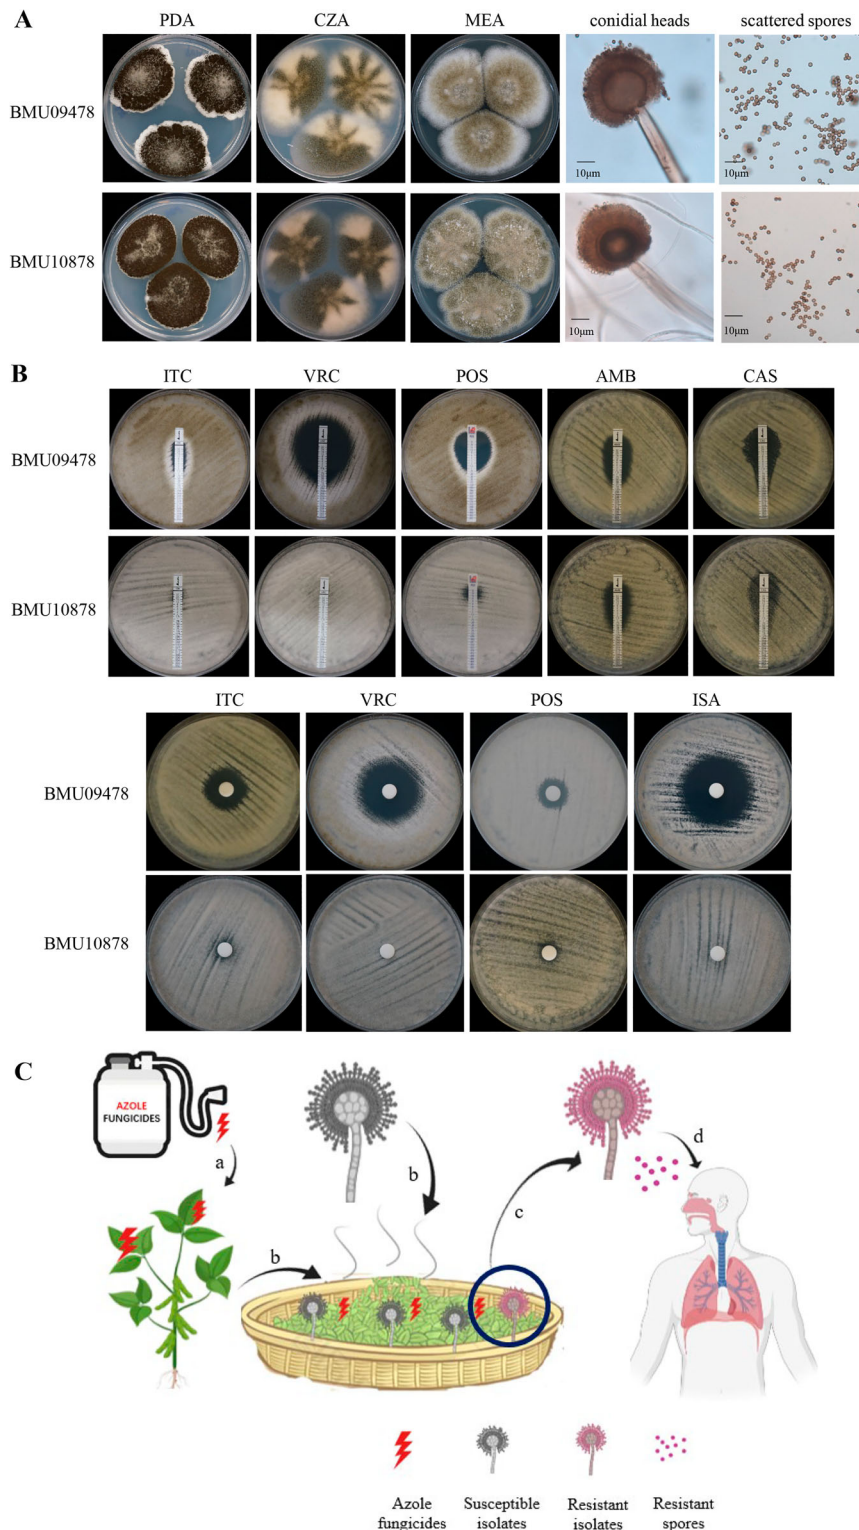 A
PDA CZA MEA conidial heads scattered spores
BMU09478
10μm 10μm
BMU10878
10μm 10μm
B
ITC VRC POS AMB CAS
BMU09478
BMU10878
ITC VRC POS ISA
BMU09478
BMU10878
C
AZOLE
FUNGICIDES
a
b
b
c
d
Azole
fungicides
Susceptible
isolates
Resistant
isolates
Resistant
spores